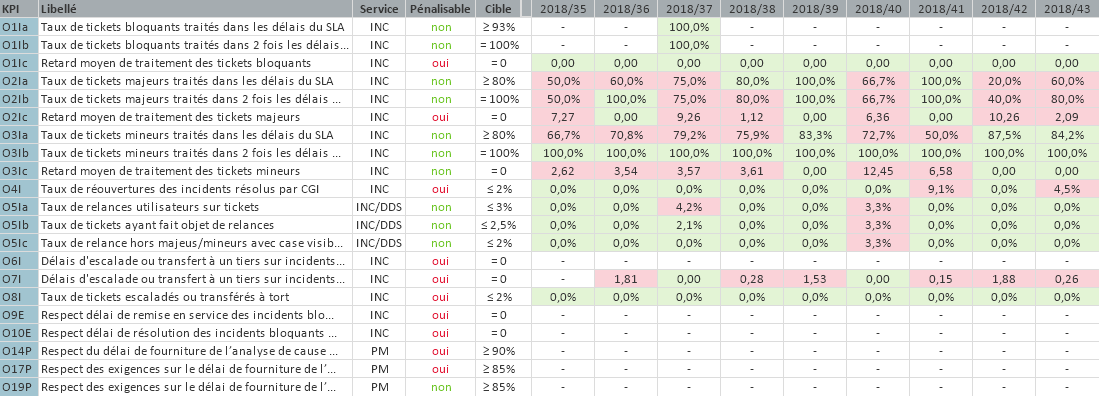 KPI Libellé Service Pénalisable Cible 2018/35 2018/36 2018/37 2018/38 2018/39 2018/40 2018/41 2018/42 2018/43
O1Ia Taux de tickets bloquants traités dans les délais du SLA INC non ≥ 93% - - 100,0% - - - - - -
O1Ib Taux de tickets bloquants traités dans 2 fois les délais... INC non = 100% - - 100,0% - - - - - -
O1Ic Retard moyen de traitement des tickets bloquants INC oui = 0 0,00 0,00 0,00 0,00 0,00 0,00 0,00 0,00 0,00
O2Ia Taux de tickets majeurs traités dans les délais du SLA INC non ≥ 80% 50,0% 60,0% 75,0% 80,0% 100,0% 66,7% 100,0% 20,0% 60,0%
O2Ib Taux de tickets majeurs traités dans 2 fois les délais ... INC non = 100% 50,0% 100,0% 75,0% 80,0% 100,0% 66,7% 100,0% 40,0% 80,0%
O2Ic Retard moyen de traitement des tickets majeurs INC oui = 0 7,27 0,00 9,26 1,12 0,00 6,36 0,00 10,26 2,09
O3Ia Taux de tickets mineurs traités dans les délais du SLA INC non ≥ 80% 66,7% 70,8% 79,2% 75,9% 83,3% 72,7% 50,0% 87,5% 84,2%
O3Ib Taux de tickets mineurs traités dans 2 fois les délais ... INC non = 100% 100,0% 100,0% 100,0% 100,0% 100,0% 100,0% 100,0% 100,0% 100,0%
O3Ic Retard moyen de traitement des tickets mineurs INC non = 0 2,62 3,54 3,57 3,61 0,00 12,45 6,58 0,00 0,00
O4I Taux de réouvertures des incidents résolus par CGI INC oui ≤ 2% 0,0% 0,0% 0,0% 0,0% 0,0% 0,0% 9,1% 0,0% 4,5%
O5Ia Taux de relances utilisateurs sur tickets INC/DDS non ≤ 3% 0,0% 0,0% 4,2% 0,0% 0,0% 3,3% 0,0% 0,0% 0,0%
O5Ib Taux de tickets ayant fait objet de relances INC/DDS non ≤ 2,5% 0,0% 0,0% 2,1% 0,0% 0,0% 3,3% 0,0% 0,0% 0,0%
O5Ic Taux de relance hors majeus/mineurs avec case visib... INC/DDS non ≤ 2% 0,0% 0,0% 0,0% 0,0% 0,0% 3,3% 0,0% 0,0% 0,0%
O6I Délais d'escalade ou transfert à un tiers sur incidents... INC oui = 0 - - - - - - - - -
O7I Délais d'escalade ou transfert à un tiers sur incidents... INC oui = 0 - 1,81 0,00 0,28 1,53 0,00 0,15 1,88 0,26
O8I Taux de tickets escaladés ou transférés à tort INC oui ≤ 2% 0,0% 0,0% 0,0% 0,0% 0,0% 0,0% 0,0% 0,0% 0,0%
O9E Respect délai de remise en service des incidents blo... INC oui = 0 - - - - - - - - -
O10E Respect délai de résolution des incidents bloquants ... INC oui = 0 - - - - - - - - -
O14P Respect du délai de fourniture de l’analyse de cause ... PM oui ≥ 90% - - - - - - - - -
O17P Respect des exigences sur le délai de fourniture de l’... PM oui ≥ 85% - - - - - - - - -
O19P Respect des exigences sur le délai de fourniture de l’... PM non ≥ 85% - - - - - - - - -